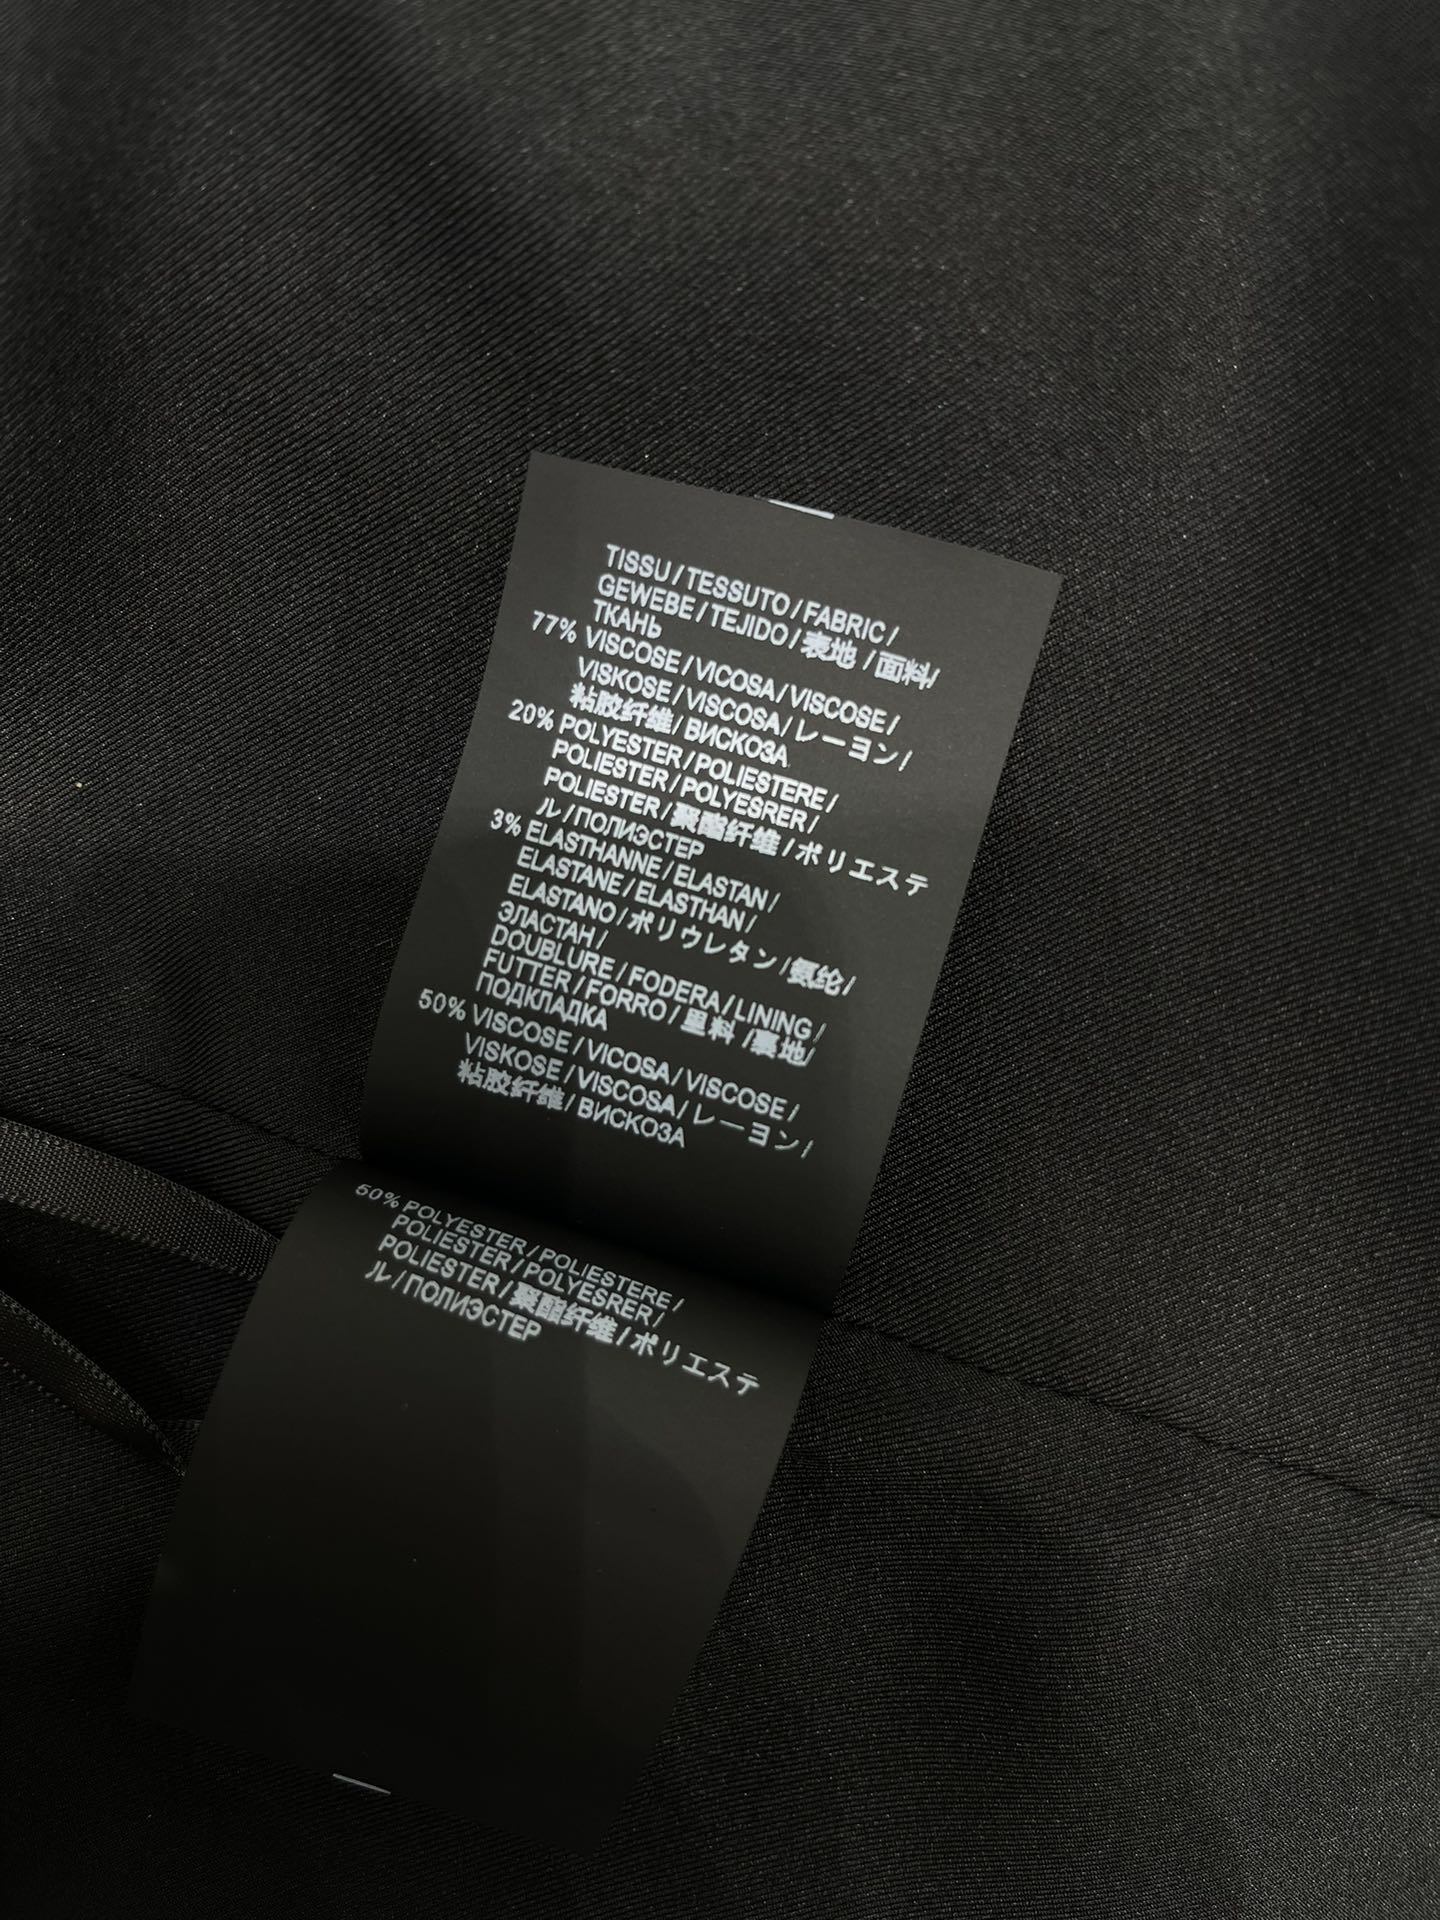 TISSU/TESSUTO/FABRIC/
GEWEBE/TEJIDO/表地/面料/
ТКАНЬ
77% VISCOSE/VICOSA/VISCOSE/
VISKOSE/VISCOSA/レーヨン/
粘胶纤维/ВИСКОЗА
20% POLYESTER/POLIESTERE/
POLIESTER/POLYESRER/
POLIESTER/聚酯纤维/ポリエステ
ル/ПОЛИЭСТЕР
3% ELASTHANNE/ELASTAN/
ELASTANE/ELASTHAN/
ELASTANO/ポリウレタン/氨纶/
ЭЛАСТАН/
DOUBLURE/FODERA/LINING/
FUTTER/FORRO/里料/裏地/
ПОДКЛАДКА
50% VISCOSE/VICOSA/VISCOSE/
VISKOSE/VISCOSA/レーヨン/
粘胶纤维/ВИСКОЗА
50% POLYESTER/POLIESTERE/
POLIESTER/POLYESRER/
POLIESTER/聚酯纤维/ポリエステ
ル/ПОЛИЭСТЕР